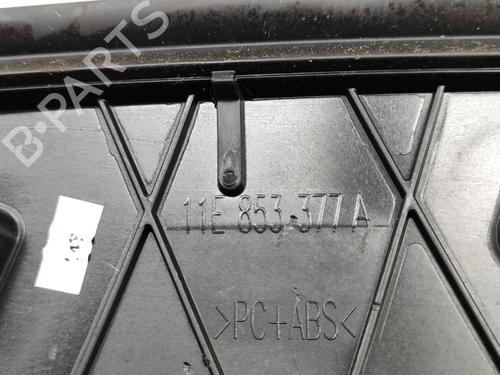 B-PARTS
11E 853 377 A
>PC+ABS<